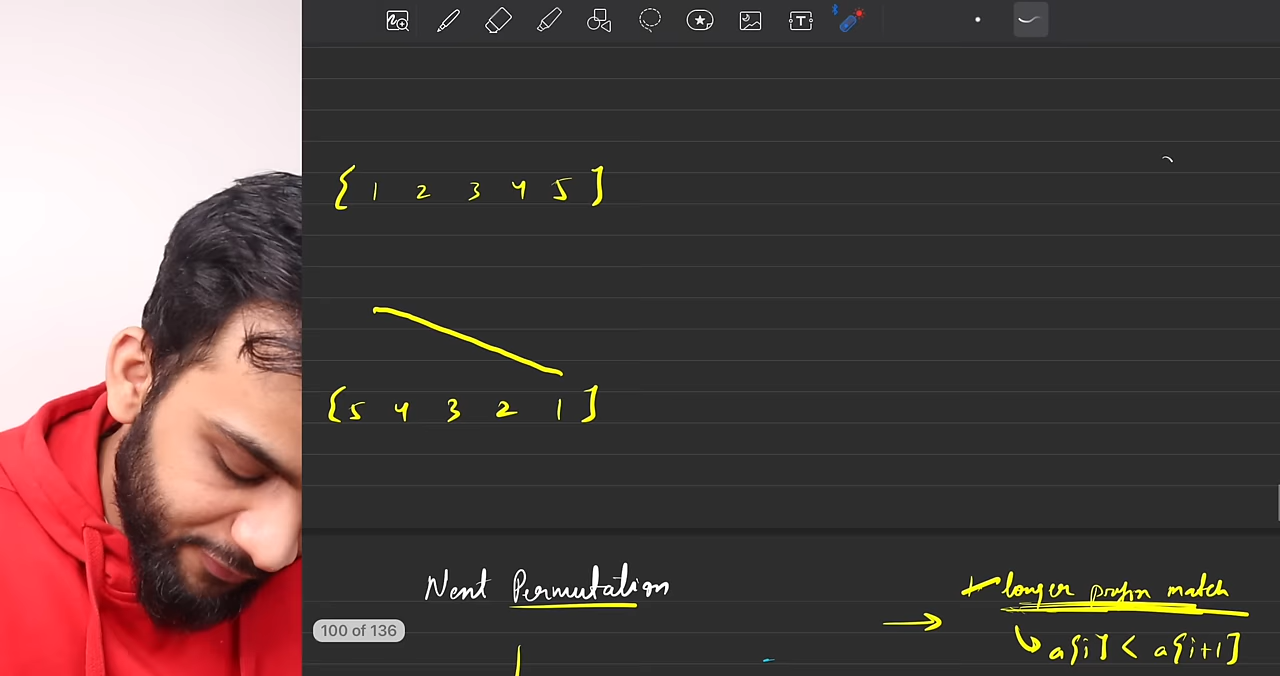 { 1 2 3 4 5 ]
{ 5 4 3 2 1 ]
Next Permutation
longer prefix match
a[i] < a[i+1]
100 of 136